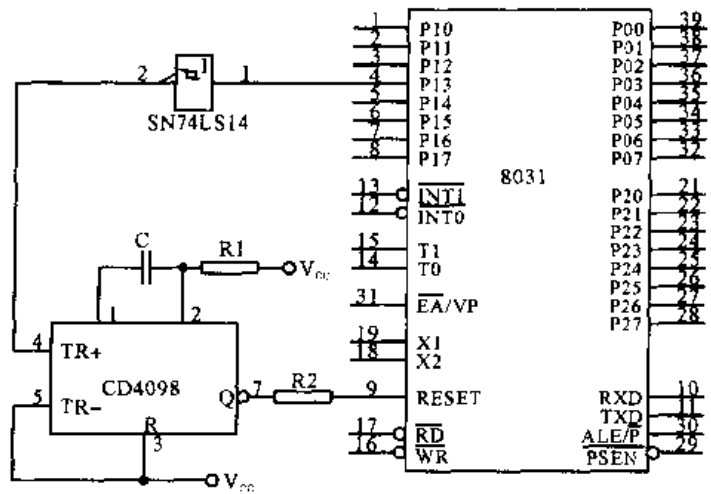 1 P10 P00 39
2 P11 P01 38
3 P12 P02 37
4 P13 P03 36
5 P14 P04 35
6 P15 P05 34
7 P16 P06 33
8 P17 P07 32
2 1 1
SN74LS14
8031
13 INT1 P20 21
12 INT0 P21 22
P22 23
15 T1 P23 24
14 T0 P24 25
P25 26
31 EA/VP P26 27
P27 28
19 X1
18 X2
C R1 Vcc
1 2
4 TR+
CD4098
5 TR-
Q 7 R2 9 RESET RXD 10
TXD 11
R
3
17 RD ALE/P 30
16 WR PSEN 29
Vcc